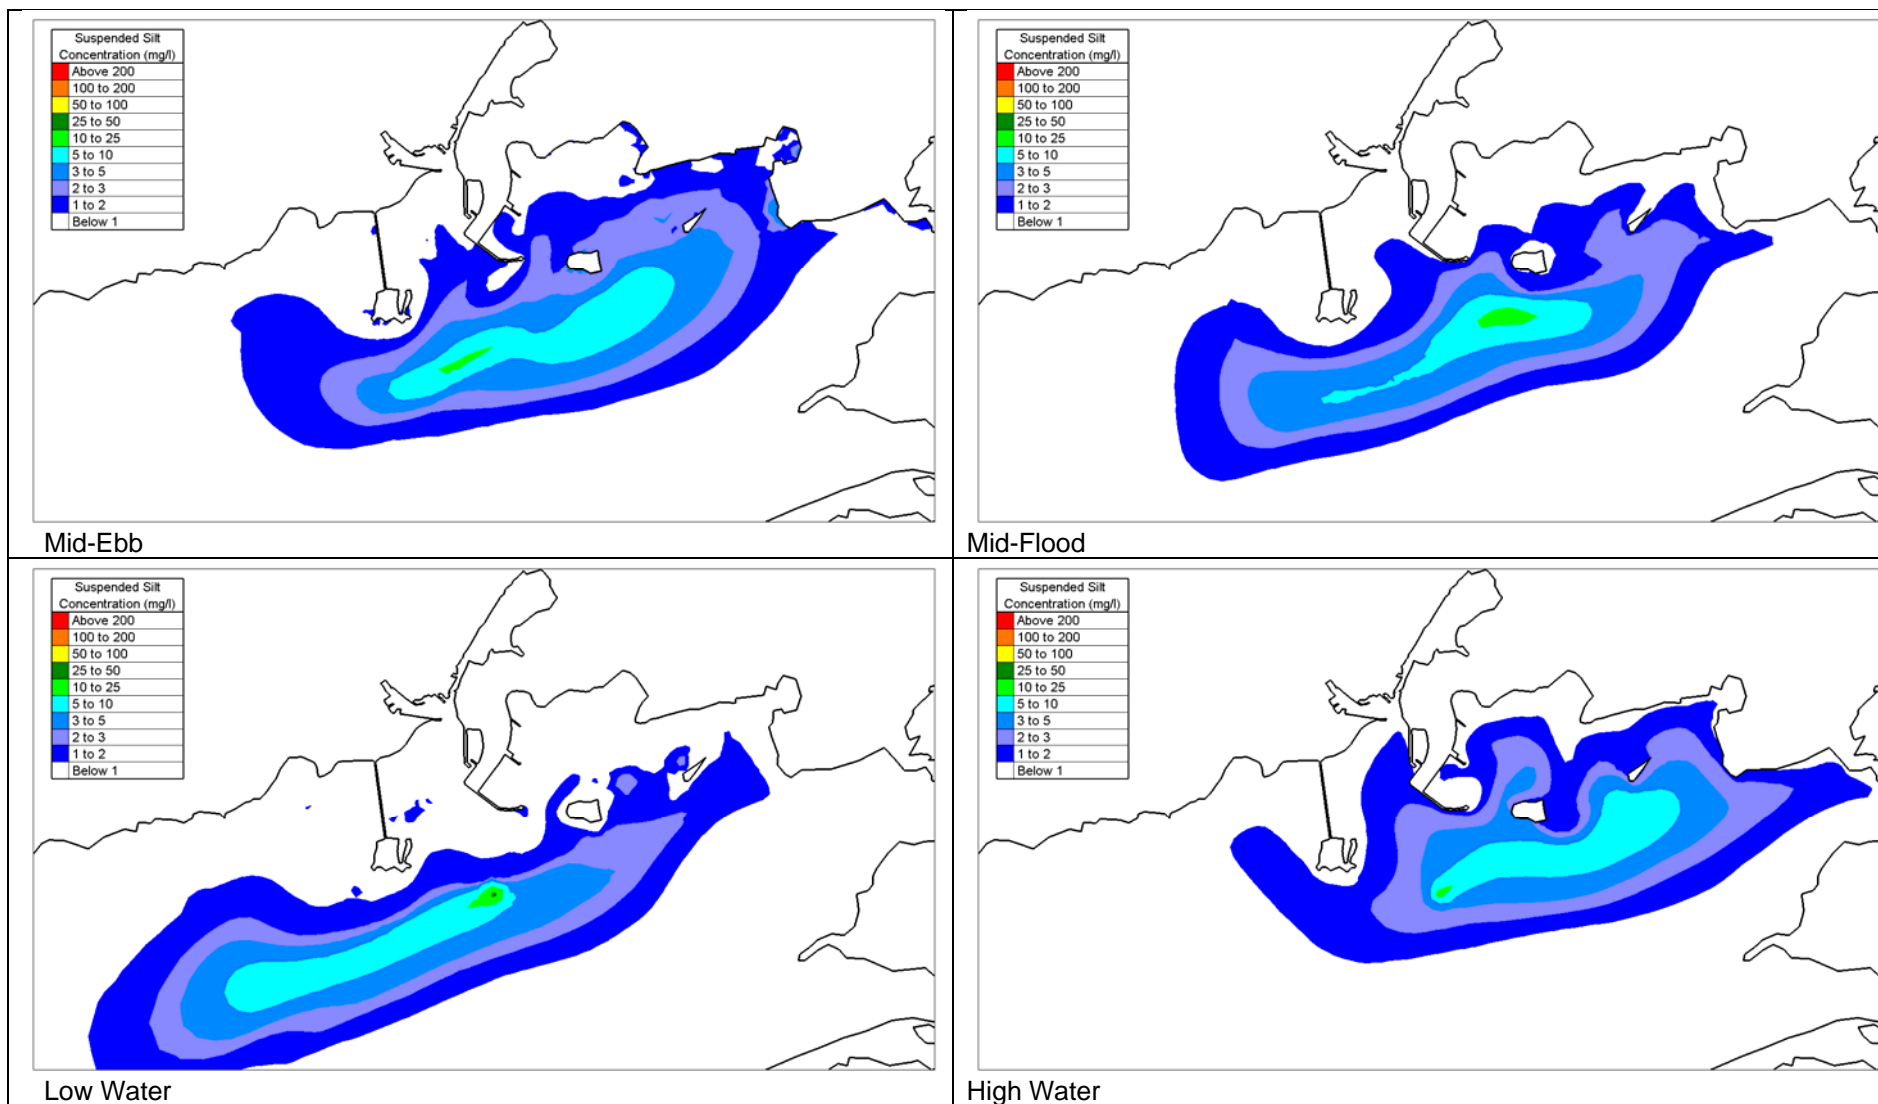 Suspended Silt
Concentration (mg/l)
Above 200
100 to 200
50 to 100
25 to 50
10 to 25
5 to 10
3 to 5
2 to 3
1 to 2
Below 1
Mid-Ebb
Suspended Silt
Concentration (mg/l)
Above 200
100 to 200
50 to 100
25 to 50
10 to 25
5 to 10
3 to 5
2 to 3
1 to 2
Below 1
Mid-Flood
Suspended Silt
Concentration (mg/l)
Above 200
100 to 200
50 to 100
25 to 50
10 to 25
5 to 10
3 to 5
2 to 3
1 to 2
Below 1
Low Water
Suspended Silt
Concentration (mg/l)
Above 200
100 to 200
50 to 100
25 to 50
10 to 25
5 to 10
3 to 5
2 to 3
1 to 2
Below 1
High Water